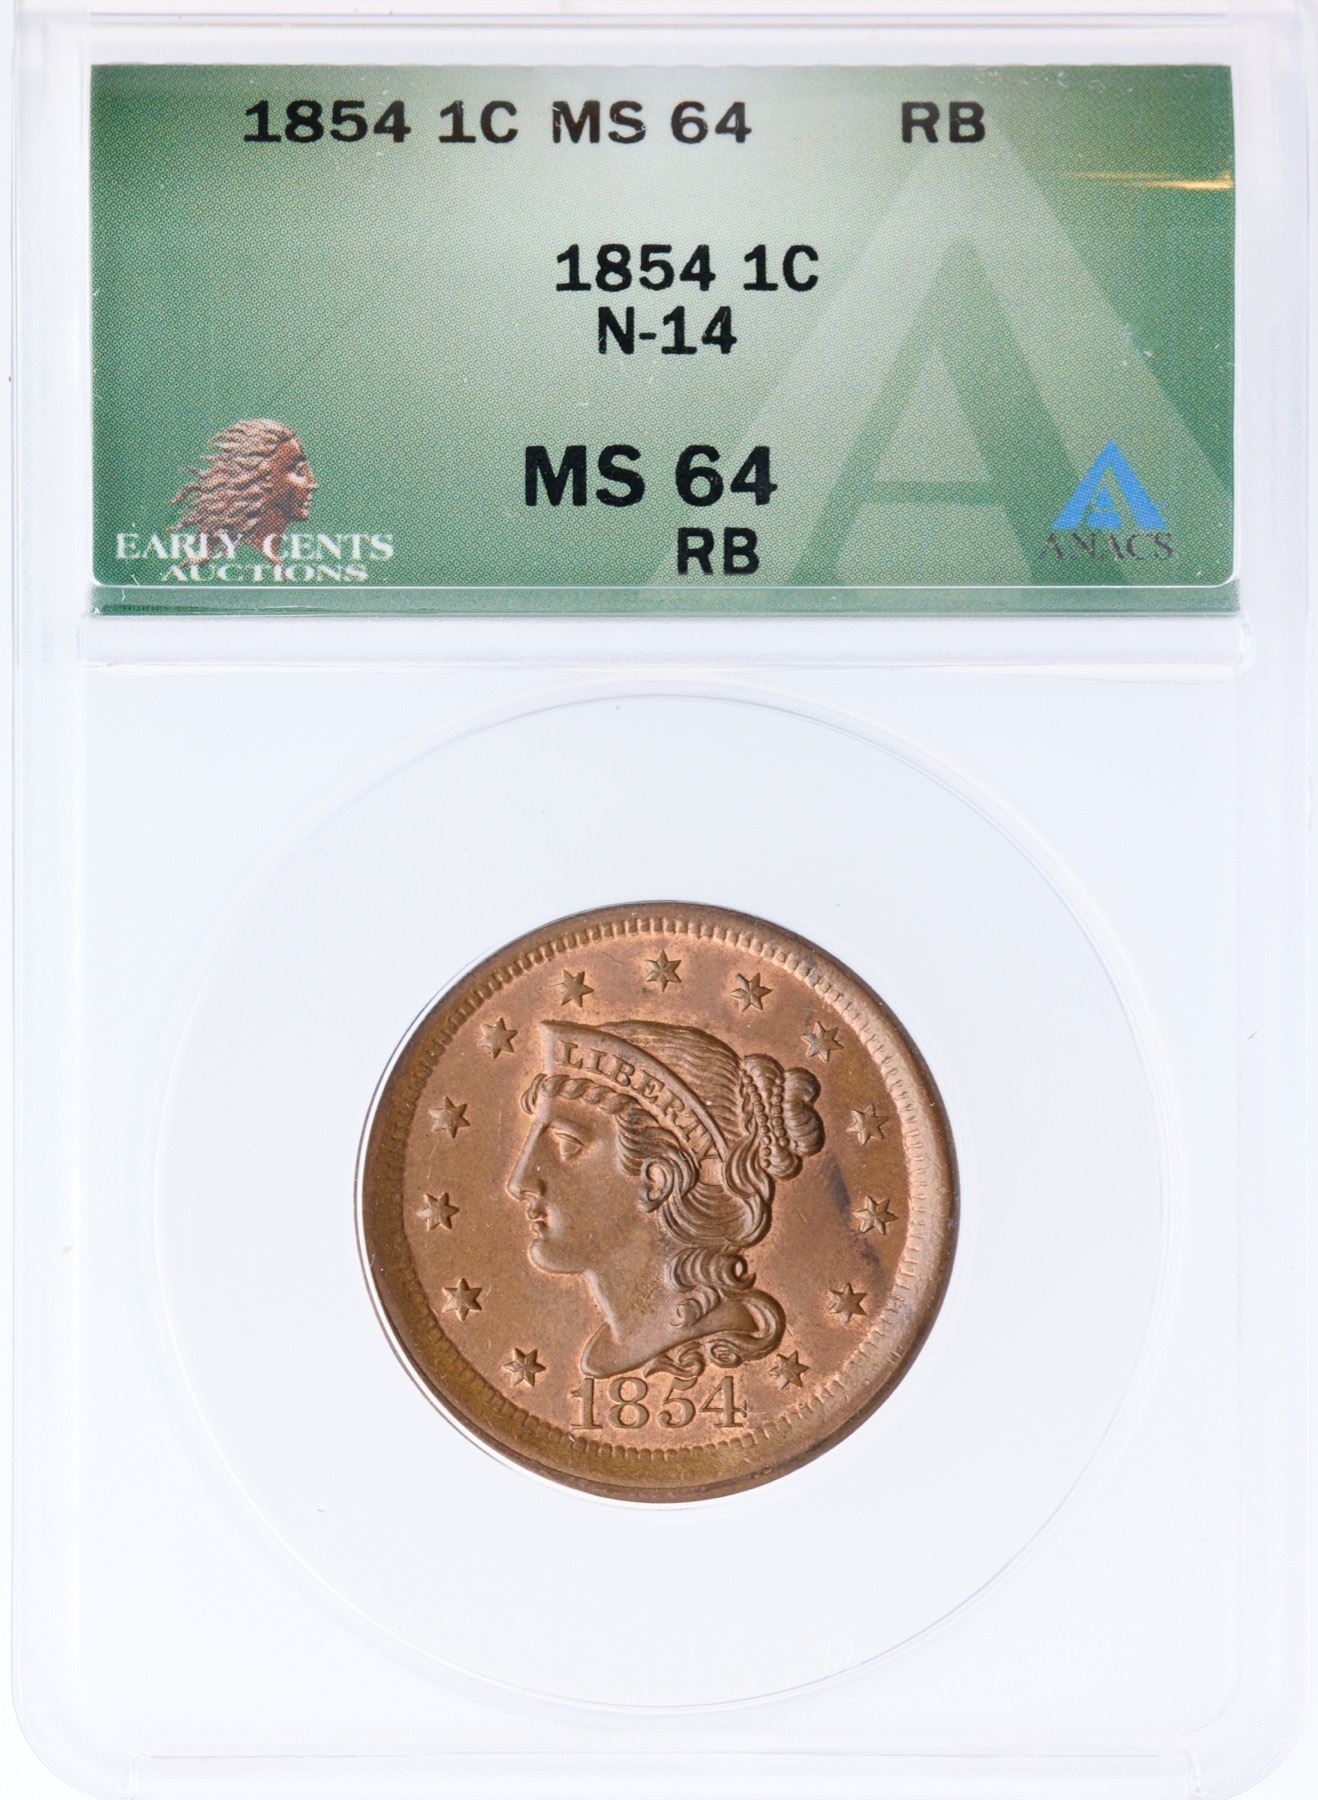 1854 1C MS 64 RB
1854 1C
N-14
MS 64
RB
EARLY CENTS
AUCTIONS
ANACS
LIBERTY
1854